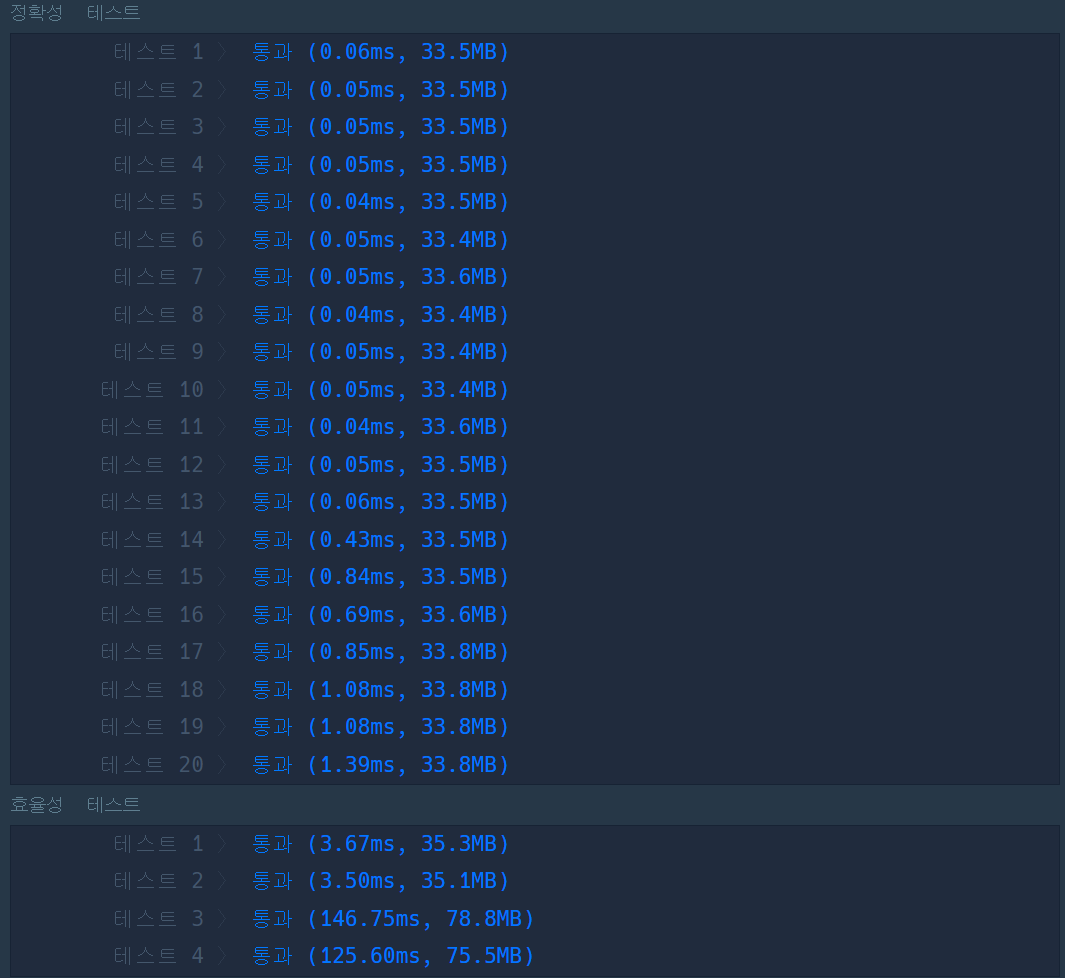 정확성 테스트
테스트 1 〉 통과 (0.06ms, 33.5MB)
테스트 2 〉 통과 (0.05ms, 33.5MB)
테스트 3 〉 통과 (0.05ms, 33.5MB)
테스트 4 〉 통과 (0.05ms, 33.5MB)
테스트 5 〉 통과 (0.04ms, 33.5MB)
테스트 6 〉 통과 (0.05ms, 33.4MB)
테스트 7 〉 통과 (0.05ms, 33.6MB)
테스트 8 〉 통과 (0.04ms, 33.4MB)
테스트 9 〉 통과 (0.05ms, 33.4MB)
테스트 10 〉 통과 (0.05ms, 33.4MB)
테스트 11 〉 통과 (0.04ms, 33.6MB)
테스트 12 〉 통과 (0.05ms, 33.5MB)
테스트 13 〉 통과 (0.06ms, 33.5MB)
테스트 14 〉 통과 (0.43ms, 33.5MB)
테스트 15 〉 통과 (0.84ms, 33.5MB)
테스트 16 〉 통과 (0.69ms, 33.6MB)
테스트 17 〉 통과 (0.85ms, 33.8MB)
테스트 18 〉 통과 (1.08ms, 33.8MB)
테스트 19 〉 통과 (1.08ms, 33.8MB)
테스트 20 〉 통과 (1.39ms, 33.8MB)
효율성 테스트
테스트 1 〉 통과 (3.67ms, 35.3MB)
테스트 2 〉 통과 (3.50ms, 35.1MB)
테스트 3 〉 통과 (146.75ms, 78.8MB)
테스트 4 〉 통과 (125.60ms, 75.5MB)